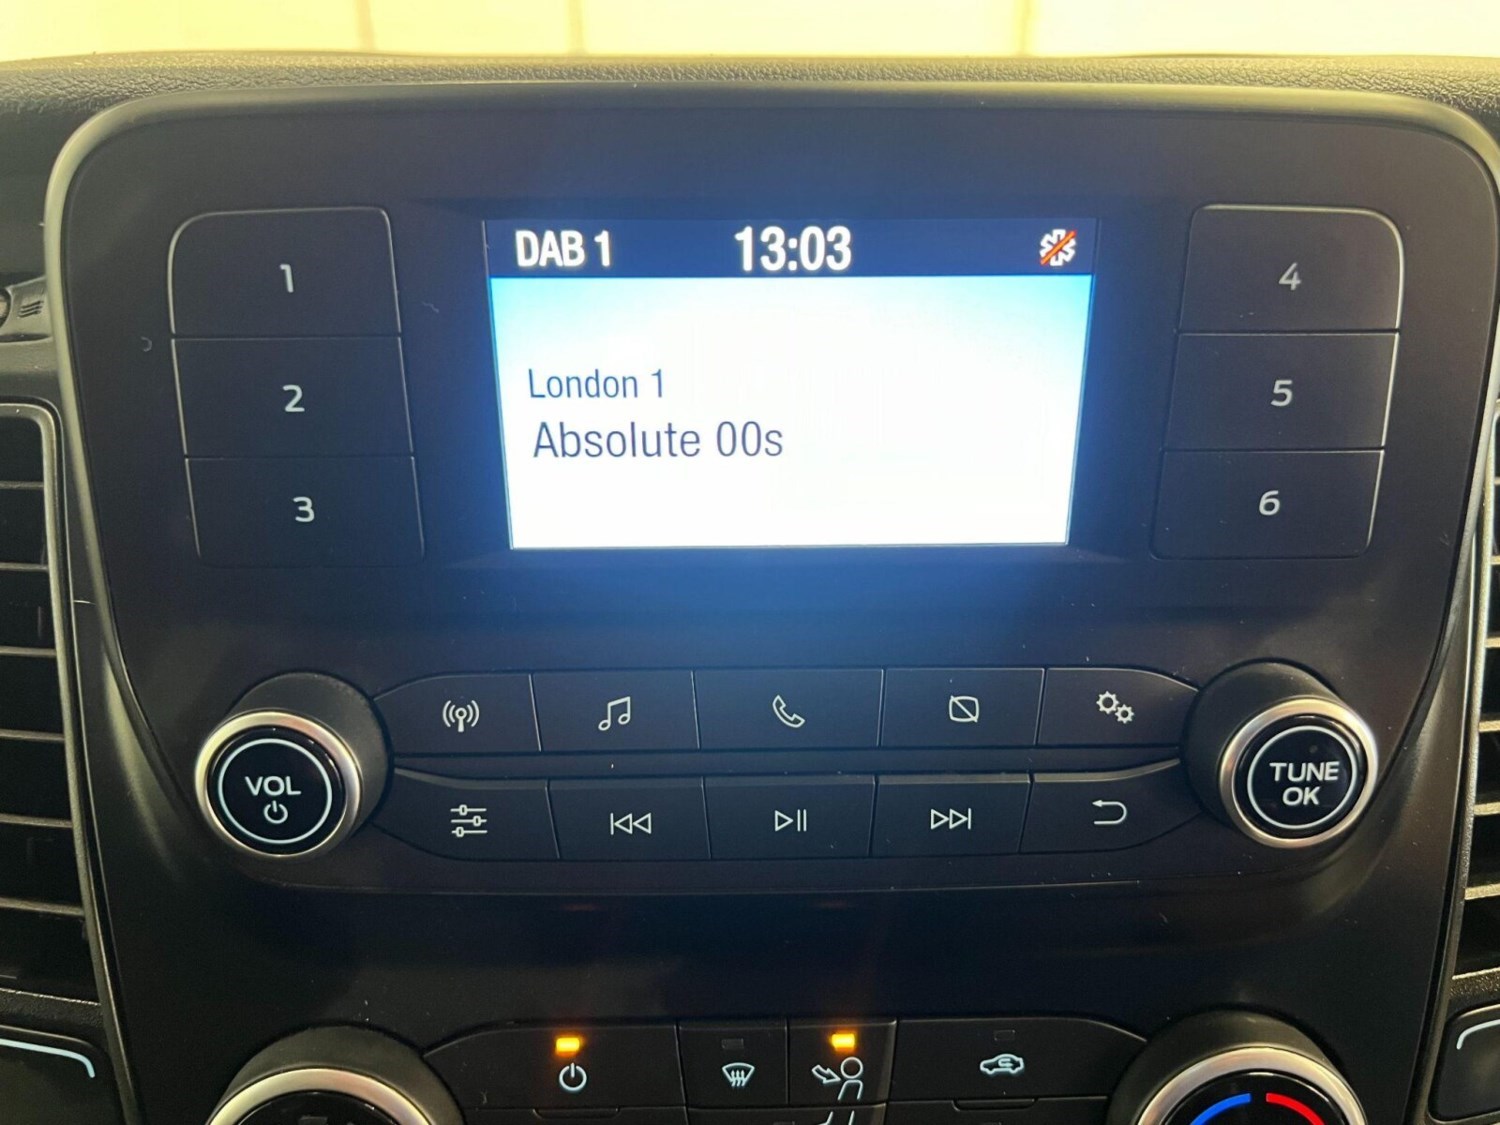 DAB 1 13:03
London 1
Absolute 00s
1
2
3
4
5
6
VOL
TUNE
OK